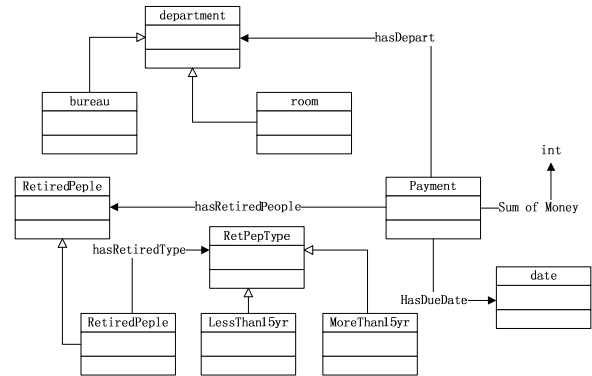 department
hasDepart
bureau
room
int
RetiredPeple
Payment
hasRetiredPeople
Sum of Money
RetPepType
hasRetiredType
date
HasDueDate
RetiredPeple
LessThan15yr
MoreThan15yr